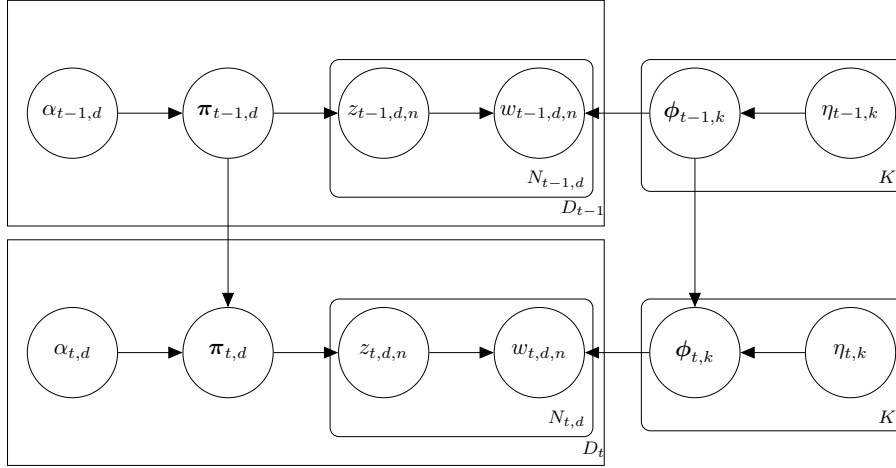 α_{t−1,d} π_{t−1,d} z_{t−1,d,n} w_{t−1,d,n} ϕ_{t−1,k} η_{t−1,k}
N_{t−1,d} K
D_{t−1}
α_{t,d} π_{t,d} z_{t,d,n} w_{t,d,n} ϕ_{t,k} η_{t,k}
N_{t,d} K
D_t